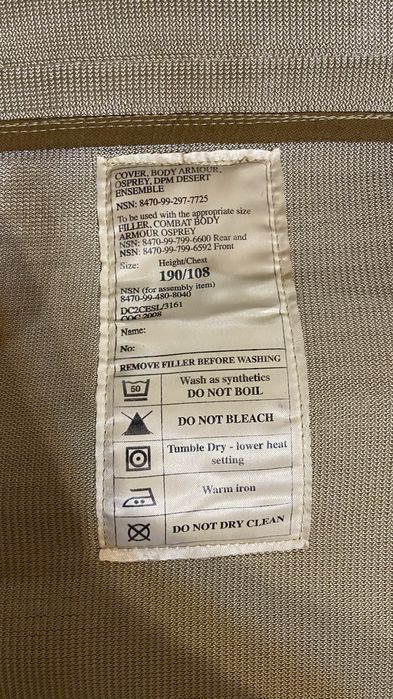 COVER, BODY ARMOUR,
OSPREY, DPM DESERT
ENSEMBLE
NSN: 8470-99-297-7725
To be used with the appropriate size
FILLER, COMBAT BODY
ARMOUR OSPREY
NSN: 8470-99-799-6600 Rear and
NSN: 8470-99-799-6592 Front
Size: Height/Chest
190/108
NSN (for assembly item)
8470-99-480-8040
DC2CESL/3161
COC 2008
Name:
No:
REMOVE FILLER BEFORE WASHING
50 Wash as synthetics
DO NOT BOIL
DO NOT BLEACH
Tumble Dry - lower heat
setting
Warm iron
DO NOT DRY CLEAN